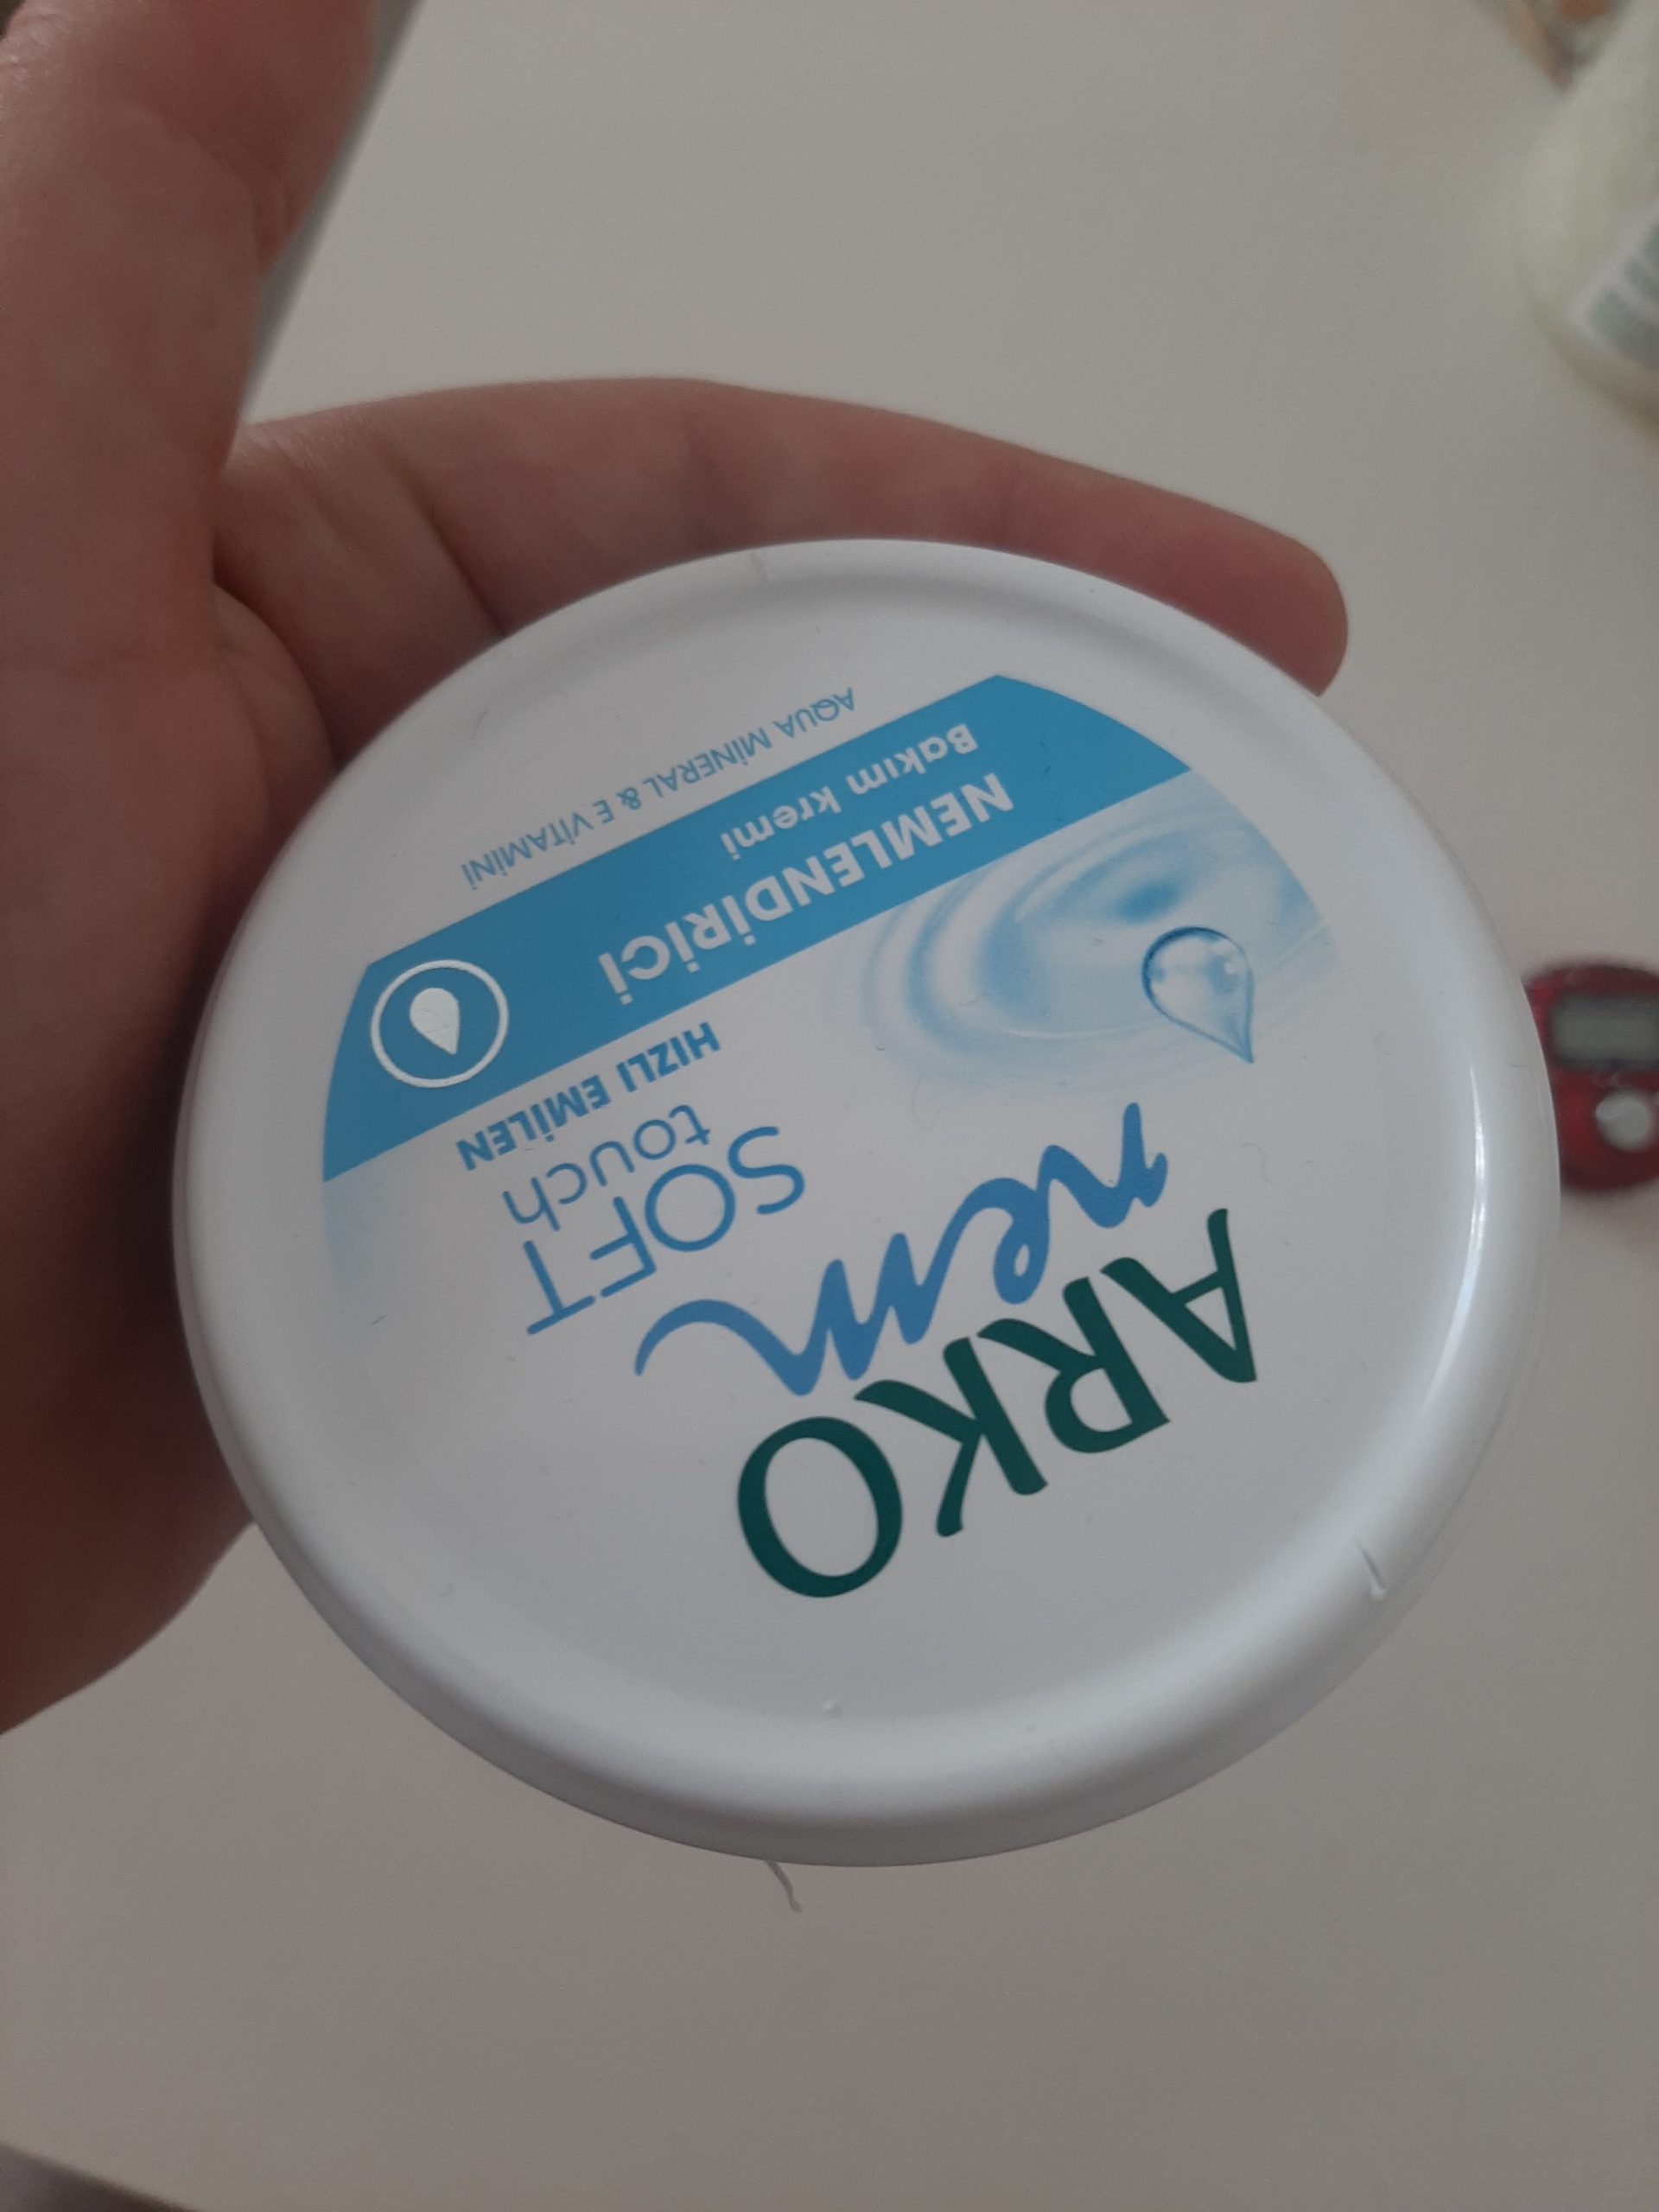 ARKO
nem
SOFT
touch
HIZLI EMİLEN
NEMLENDİRİCİ
Bakım kremi
AQUA MİNERAL & E VİTAMİNİ